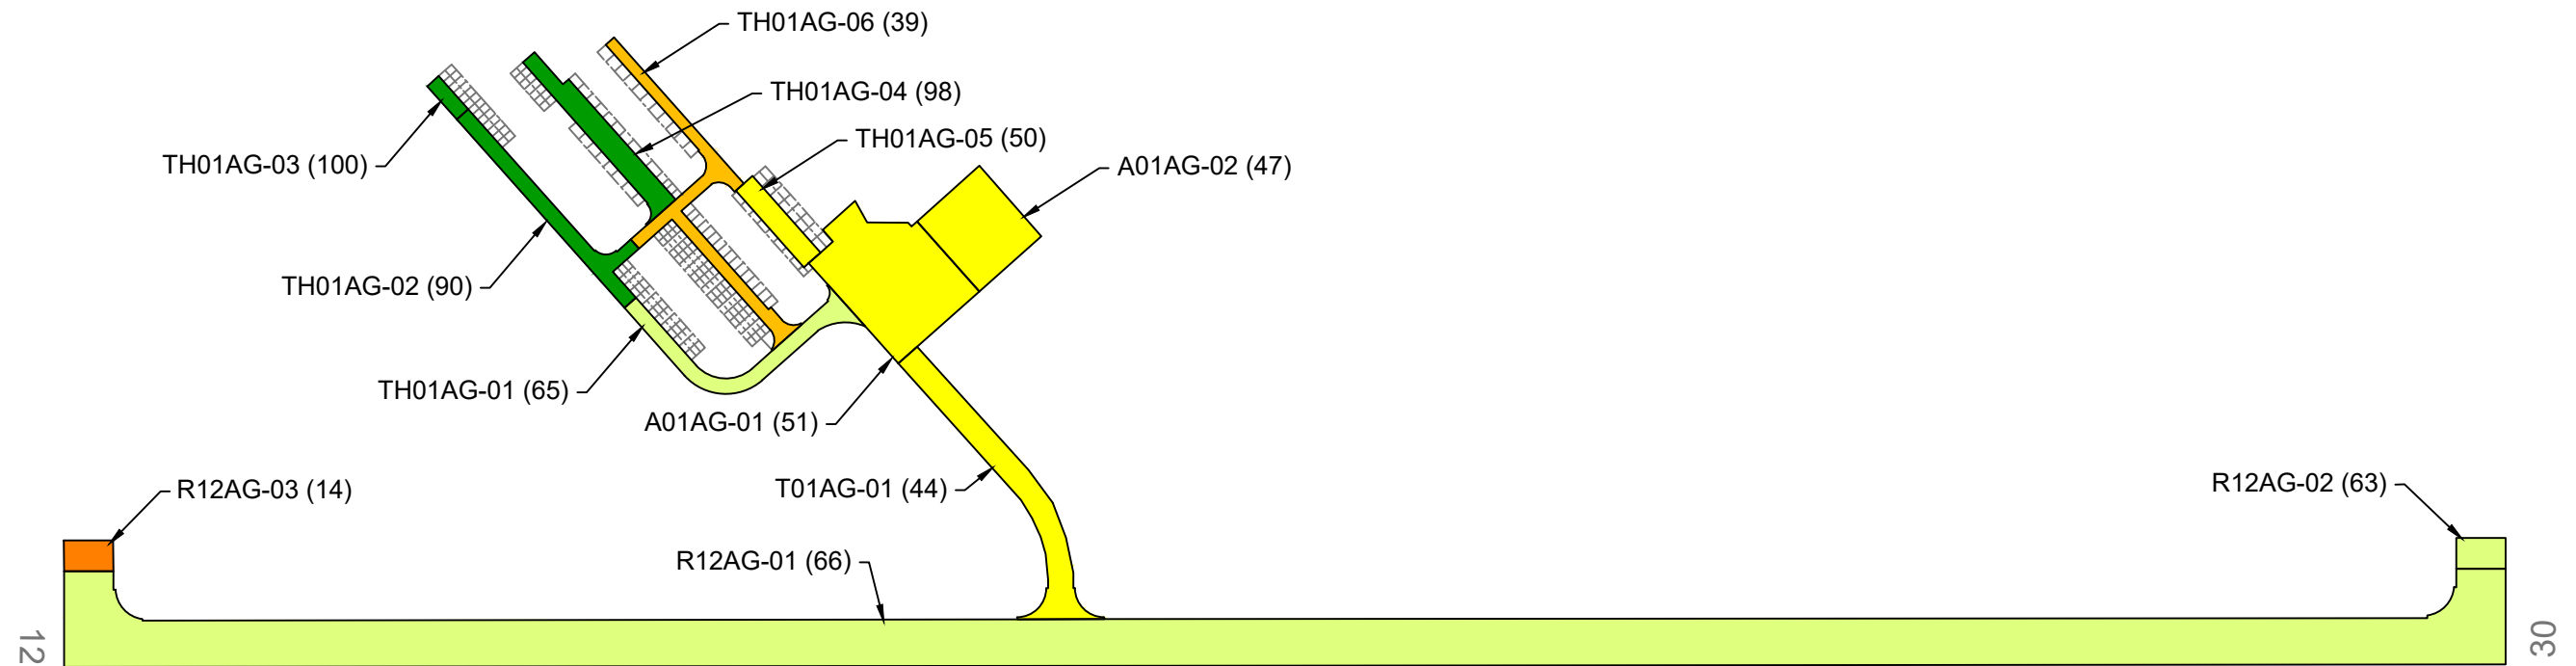 TH01AG-06 (39)
TH01AG-04 (98)
TH01AG-05 (50)
TH01AG-03 (100)
A01AG-02 (47)
TH01AG-02 (90)
TH01AG-01 (65)
A01AG-01 (51)
R12AG-03 (14)
T01AG-01 (44)
R12AG-02 (63)
R12AG-01 (66)
12
30